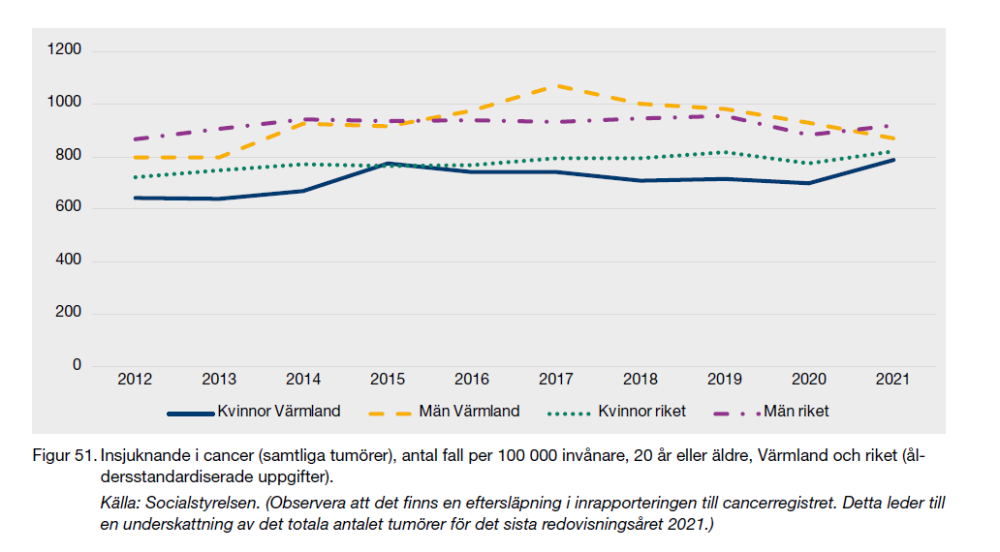 1200
1000
800
600
400
200
0
2012 2013 2014 2015 2016 2017 2018 2019 2020 2021
Kvinnor Värmland Män Värmland Kvinnor riket Män riket
Figur 51. Insjuknande i cancer (samtliga tumörer), antal fall per 100 000 invånare, 20 år eller äldre, Värmland och riket (ål-
dersstandardiserade uppgifter).
Källa: Socialstyrelsen. (Observera att det finns en eftersläpning i inrapporteringen till cancerregistret. Detta leder till
en underskattning av det totala antalet tumörer för det sista redovisningsåret 2021.)